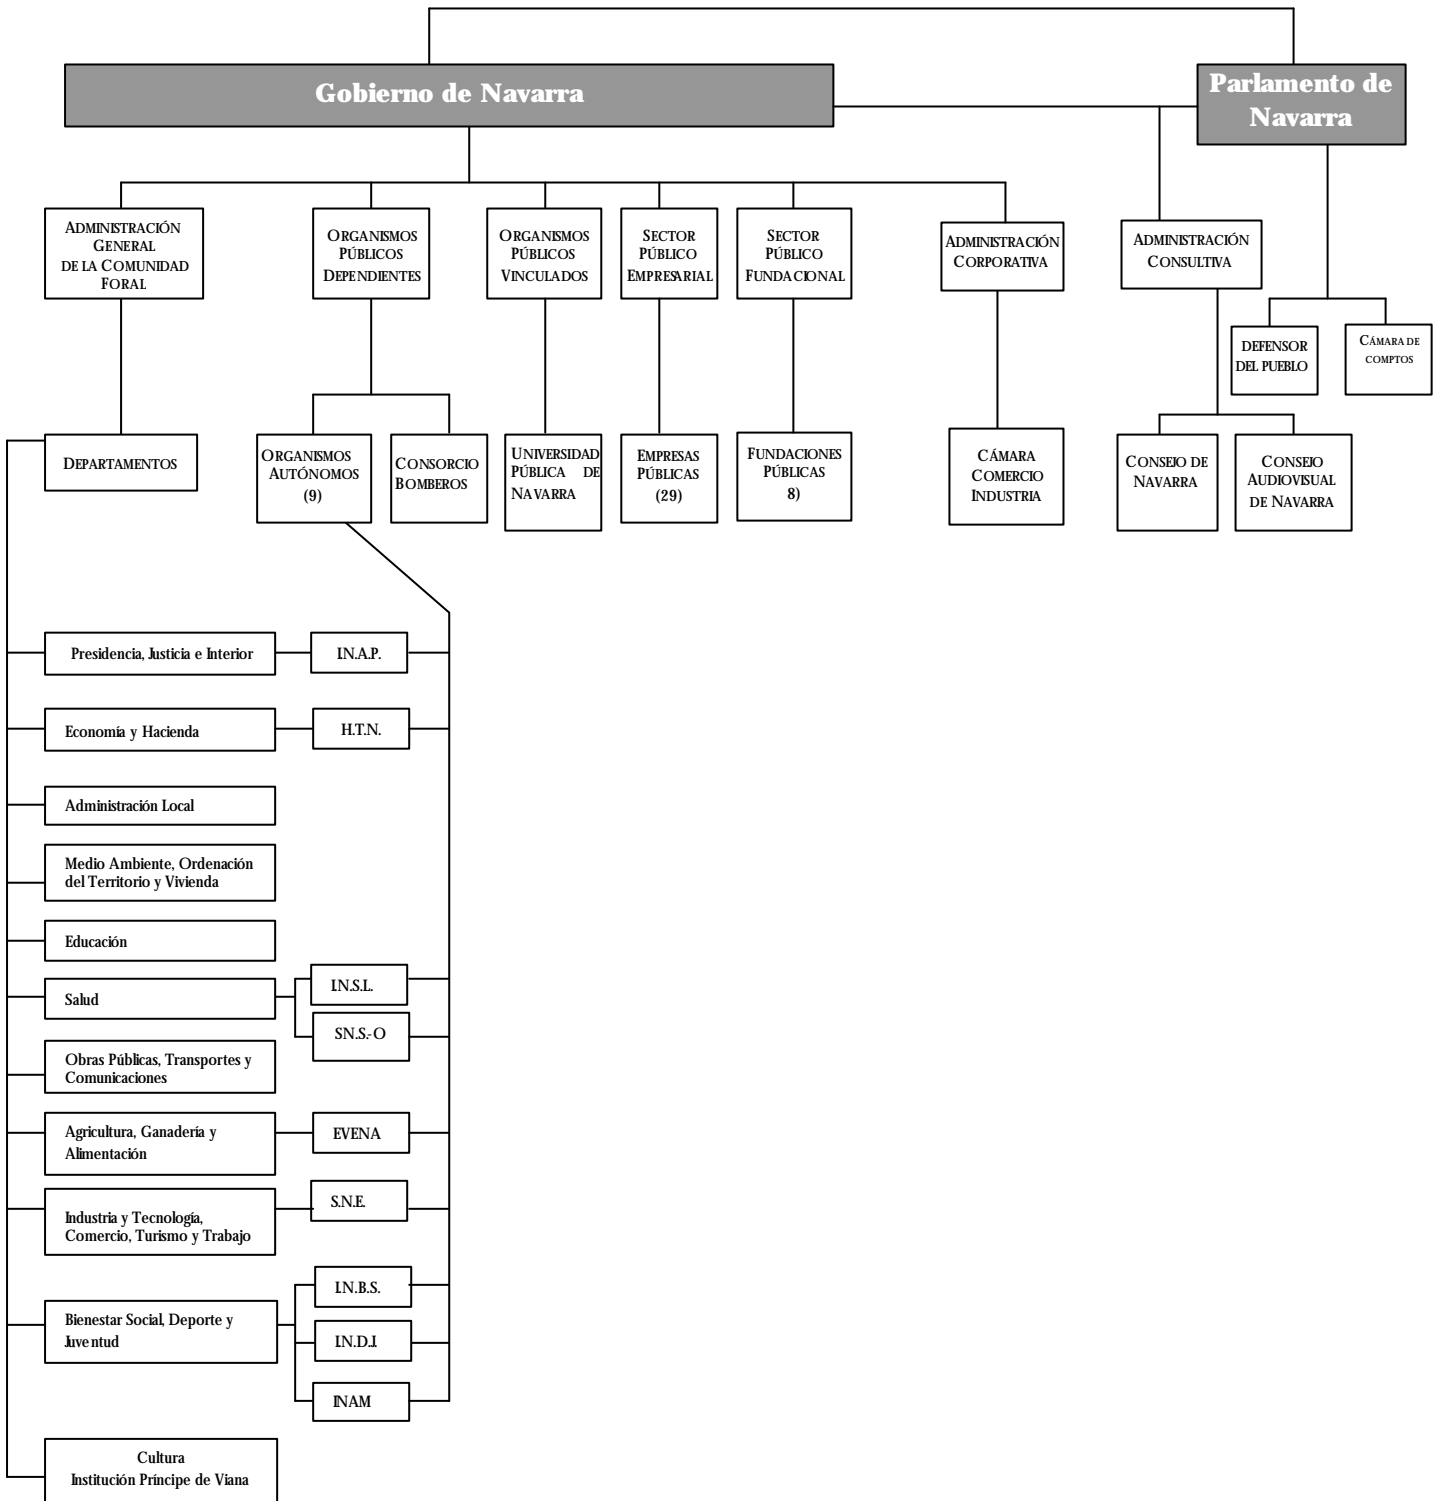 Gobierno de Navarra
Parlamento de
Navarra
ADMINISTRACIÓN
GENERAL
DE LA COMUNIDAD
FORAL
ORGANISMOS
PÚBLICOS
DEPENDIENTES
ORGANISMOS
PÚBLICOS
VINCULADOS
SECTOR
PÚBLICO
EMPRESARIAL
SECTOR
PÚBLICO
FUNDACIONAL
ADMINISTRACIÓN
CORPORATIVA
ADMINISTRACIÓN
CONSULTIVA
DEFENSOR
DEL PUEBLO
CÁMARA DE
COMPTOS
DEPARTAMENTOS
ORGANISMOS
AUTÓNOMOS
(9)
CONSORCIO
BOMBEROS
UNIVERSIDAD
PÚBLICA DE
NAVARRA
EMPRESAS
PÚBLICAS
(29)
FUNDACIONES
PÚBLICAS
8)
CÁMARA
COMERCIO
INDUSTRIA
CONSEJO DE
NAVARRA
CONSEJO
AUDIOVISUAL
DE NAVARRA
Presidencia, Justicia e Interior
I.N.A.P.
Economía y Hacienda
H.T.N.
Administración Local
Medio Ambiente, Ordenación
del Territorio y Vivienda
Educación
Salud
I.N.S.L.
SN.S.-O
Obras Públicas, Transportes y
Comunicaciones
Agricultura, Ganadería y
Alimentación
EVENA
Industria y Tecnología,
Comercio, Turismo y Trabajo
S.N.E.
Bienestar Social, Deporte y
Juventud
I.N.B.S.
I.N.D.J.
INAM
Cultura
Institución Príncipe de Viana